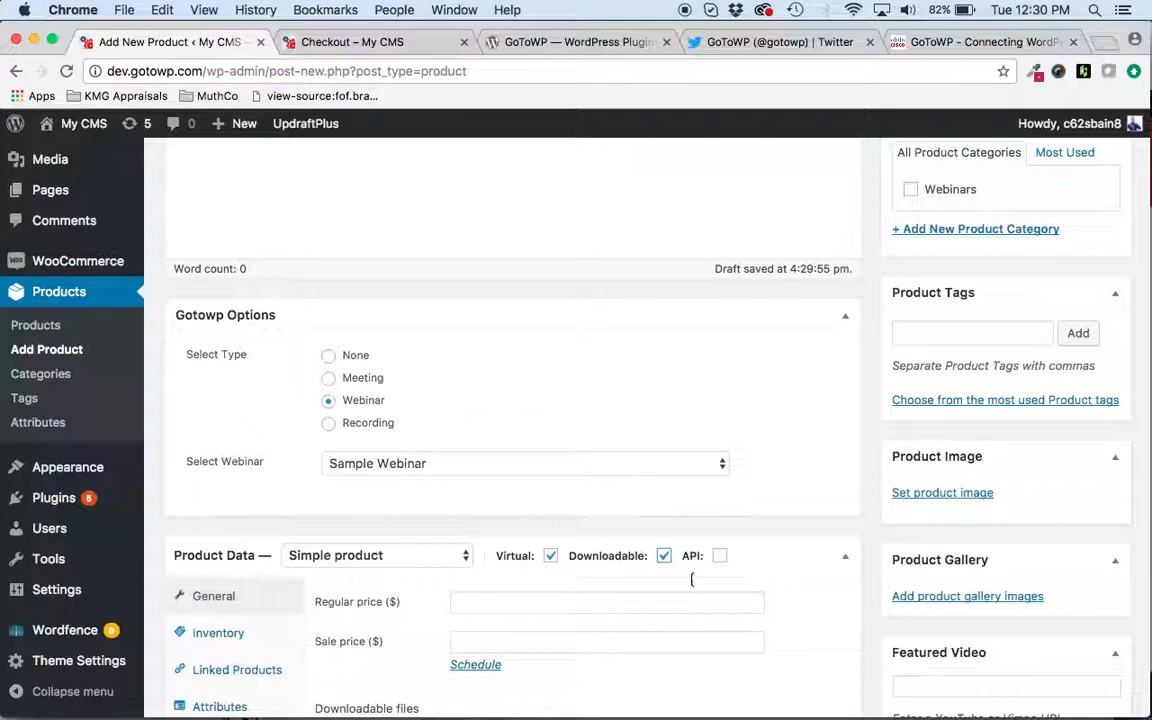 Chrome File Edit View History Bookmarks People Window Help 82% Tue 12:30 PM
Add New Product ‹ My CMS Checkout – My CMS GoToWP — WordPress Plugin GoToWP (@gotowp) | Twitter GoToWP - Connecting WordPr
dev.gotowp.com/wp-admin/post-new.php?post_type=product
Apps KMG Appraisals MuthCo view-source:fof.bra...
My CMS 5 New UpdraftPlus Howdy, c62sbain8
Media
Pages
Comments
WooCommerce
Products
Products
Add Product
Categories
Tags
Attributes
Appearance
Plugins 5
Users
Tools
Settings
Wordfence 9
Theme Settings
Collapse menu
Word count: 0 Draft saved at 4:29:55 pm.
Gotowp Options
Select Type None
Meeting
Webinar
Recording
Select Webinar Sample Webinar
Product Data — Simple product Virtual: Downloadable: API:
General Regular price ($)
Inventory Sale price ($)
Schedule
Linked Products
Attributes Downloadable files
All Product Categories Most Used
Webinars
+ Add New Product Category
Product Tags
Add
Separate Product Tags with commas
Choose from the most used Product tags
Product Image
Set product image
Product Gallery
Add product gallery images
Featured Video